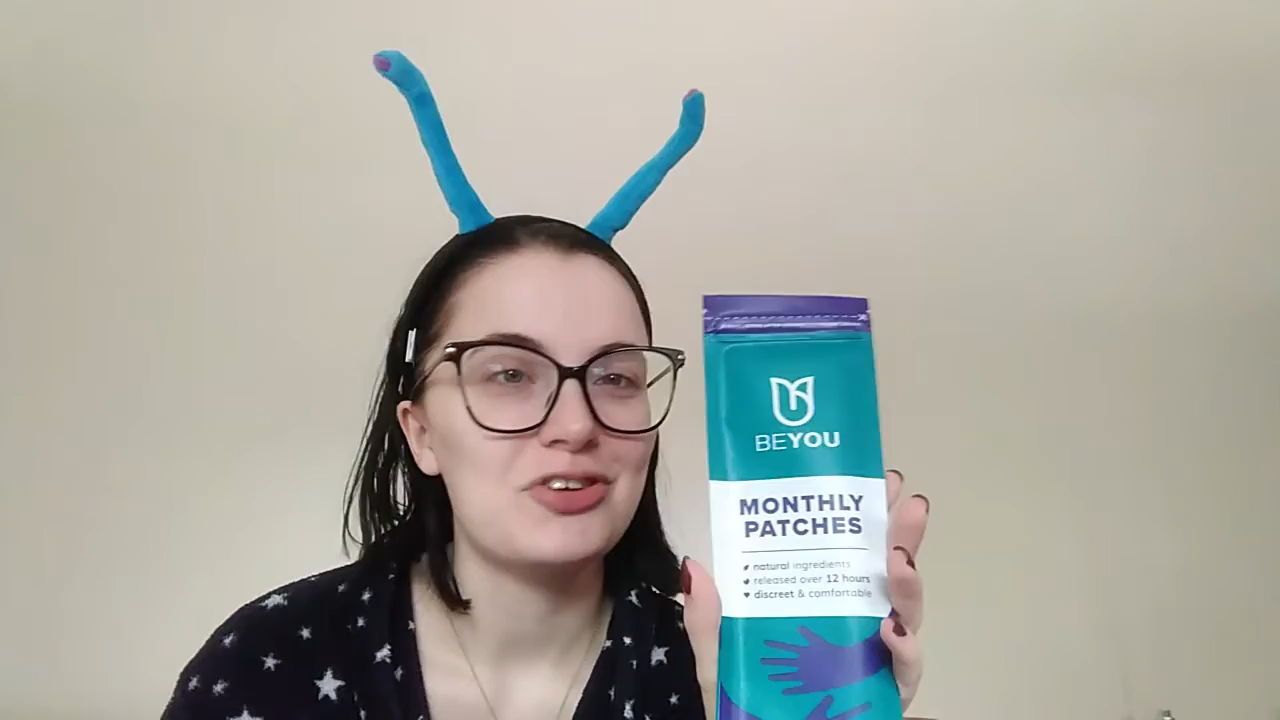 BEYOU
MONTHLY
PATCHES
natural ingredients
released over 12 hours
discreet & comfortable